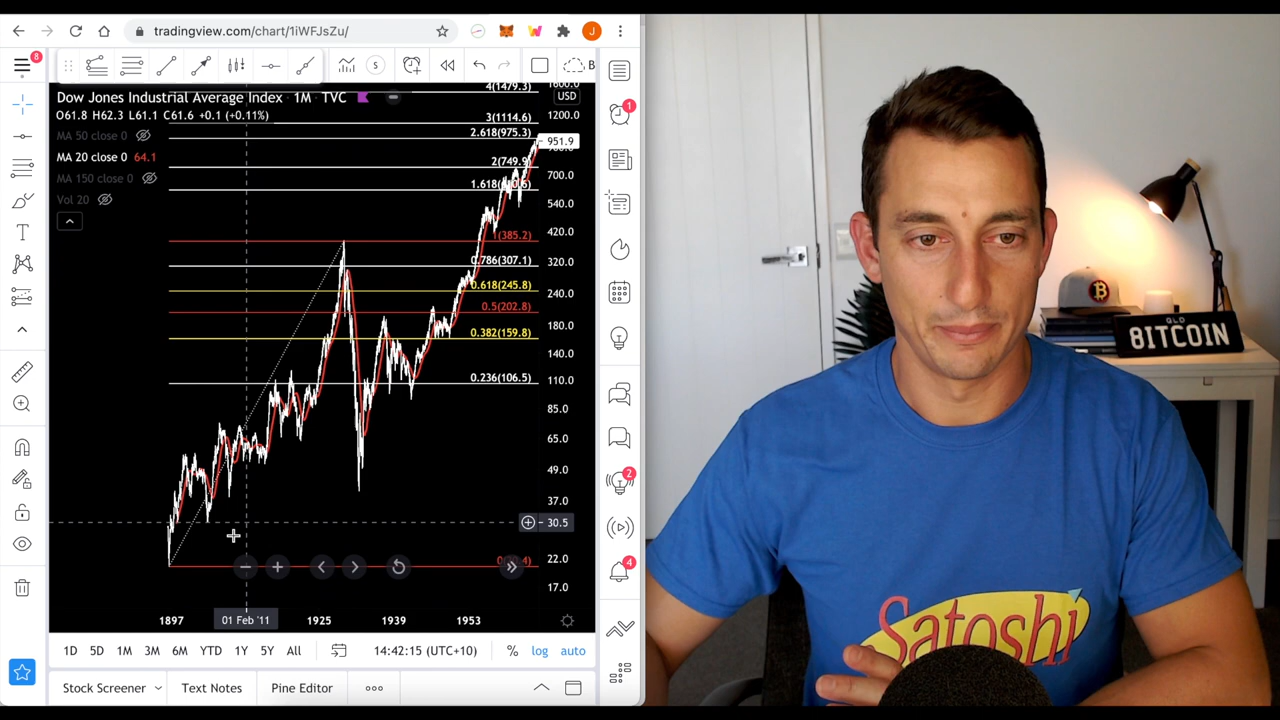 tradingview.com/chart/1iWFJsZu/
J
8
S
B
Dow Jones Industrial Average Index · 1M · TVC
USD
O61.8 H62.3 L61.1 C61.6 +0.1 (+0.11%)
MA 50 close 0
MA 20 close 0 64.1
MA 150 close 0
Vol 20
4(1479.3)
3(1114.6)
2.618(975.3)
2(749.9)
1(385.2)
0.786(307.1)
0.618(245.8)
0.5(202.8)
0.382(159.8)
0.236(106.5)
1200.0
951.9
700.0
540.0
420.0
320.0
240.0
180.0
140.0
110.0
85.0
65.0
49.0
37.0
30.5
22.0
17.0
1897
01 Feb '11
1925
1939
1953
1D 5D 1M 3M 6M YTD 1Y 5Y All
14:42:15 (UTC+10)
% log auto
Stock Screener
Text Notes
Pine Editor
1
2
4
QLD
8ITCOIN
Satoshi